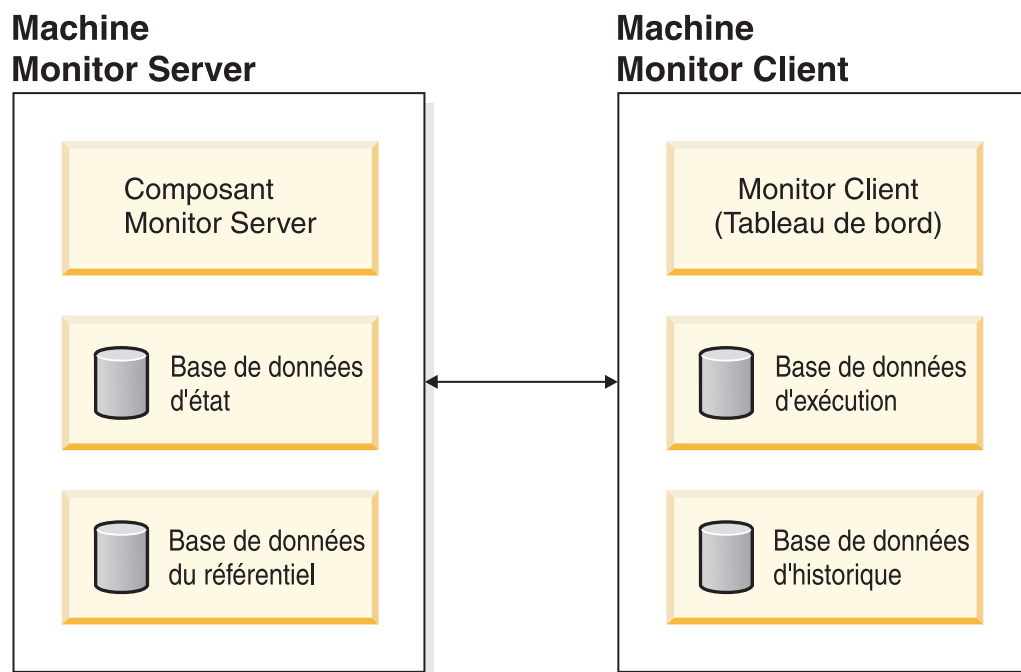 Machine
Monitor Server
Composant
Monitor Server
Base de données
d'état
Base de données
du référentiel
Machine
Monitor Client
Monitor Client
(Tableau de bord)
Base de données
d'exécution
Base de données
d'historique